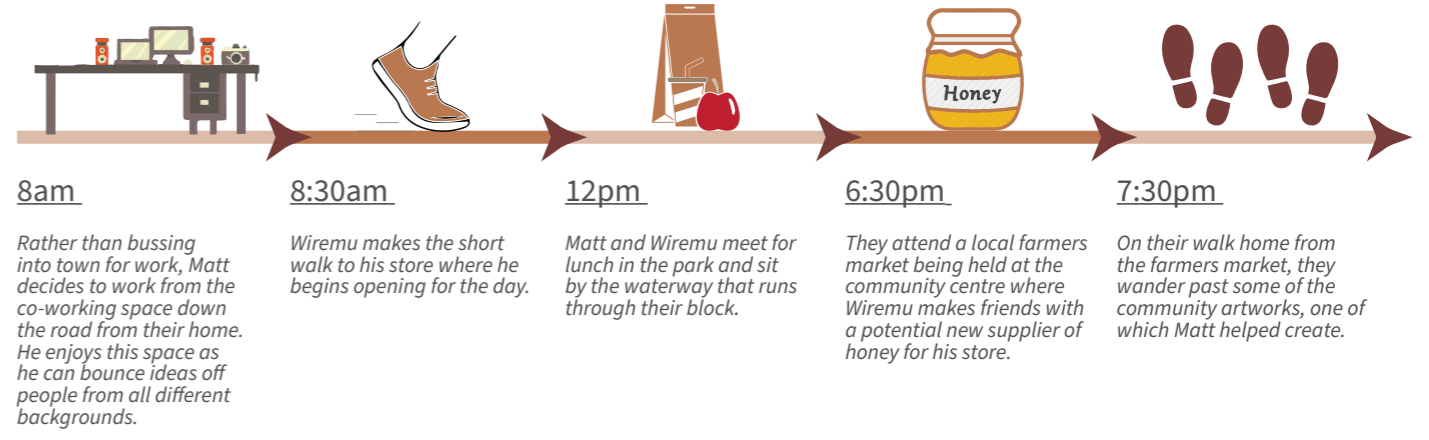 Honey
8am
Rather than bussing
into town for work, Matt
decides to work from the
co-working space down
the road from their home.
He enjoys this space as
he can bounce ideas off
people from all different
backgrounds.
8:30am
Wiremu makes the short
walk to his store where he
begins opening for the day.
12pm
Matt and Wiremu meet for
lunch in the park and sit
by the waterway that runs
through their block.
6:30pm
They attend a local farmers
market being held at the
community centre where
Wiremu makes friends with
a potential new supplier of
honey for his store.
7:30pm
On their walk home from
the farmers market, they
wander past some of the
community artworks, one of
which Matt helped create.